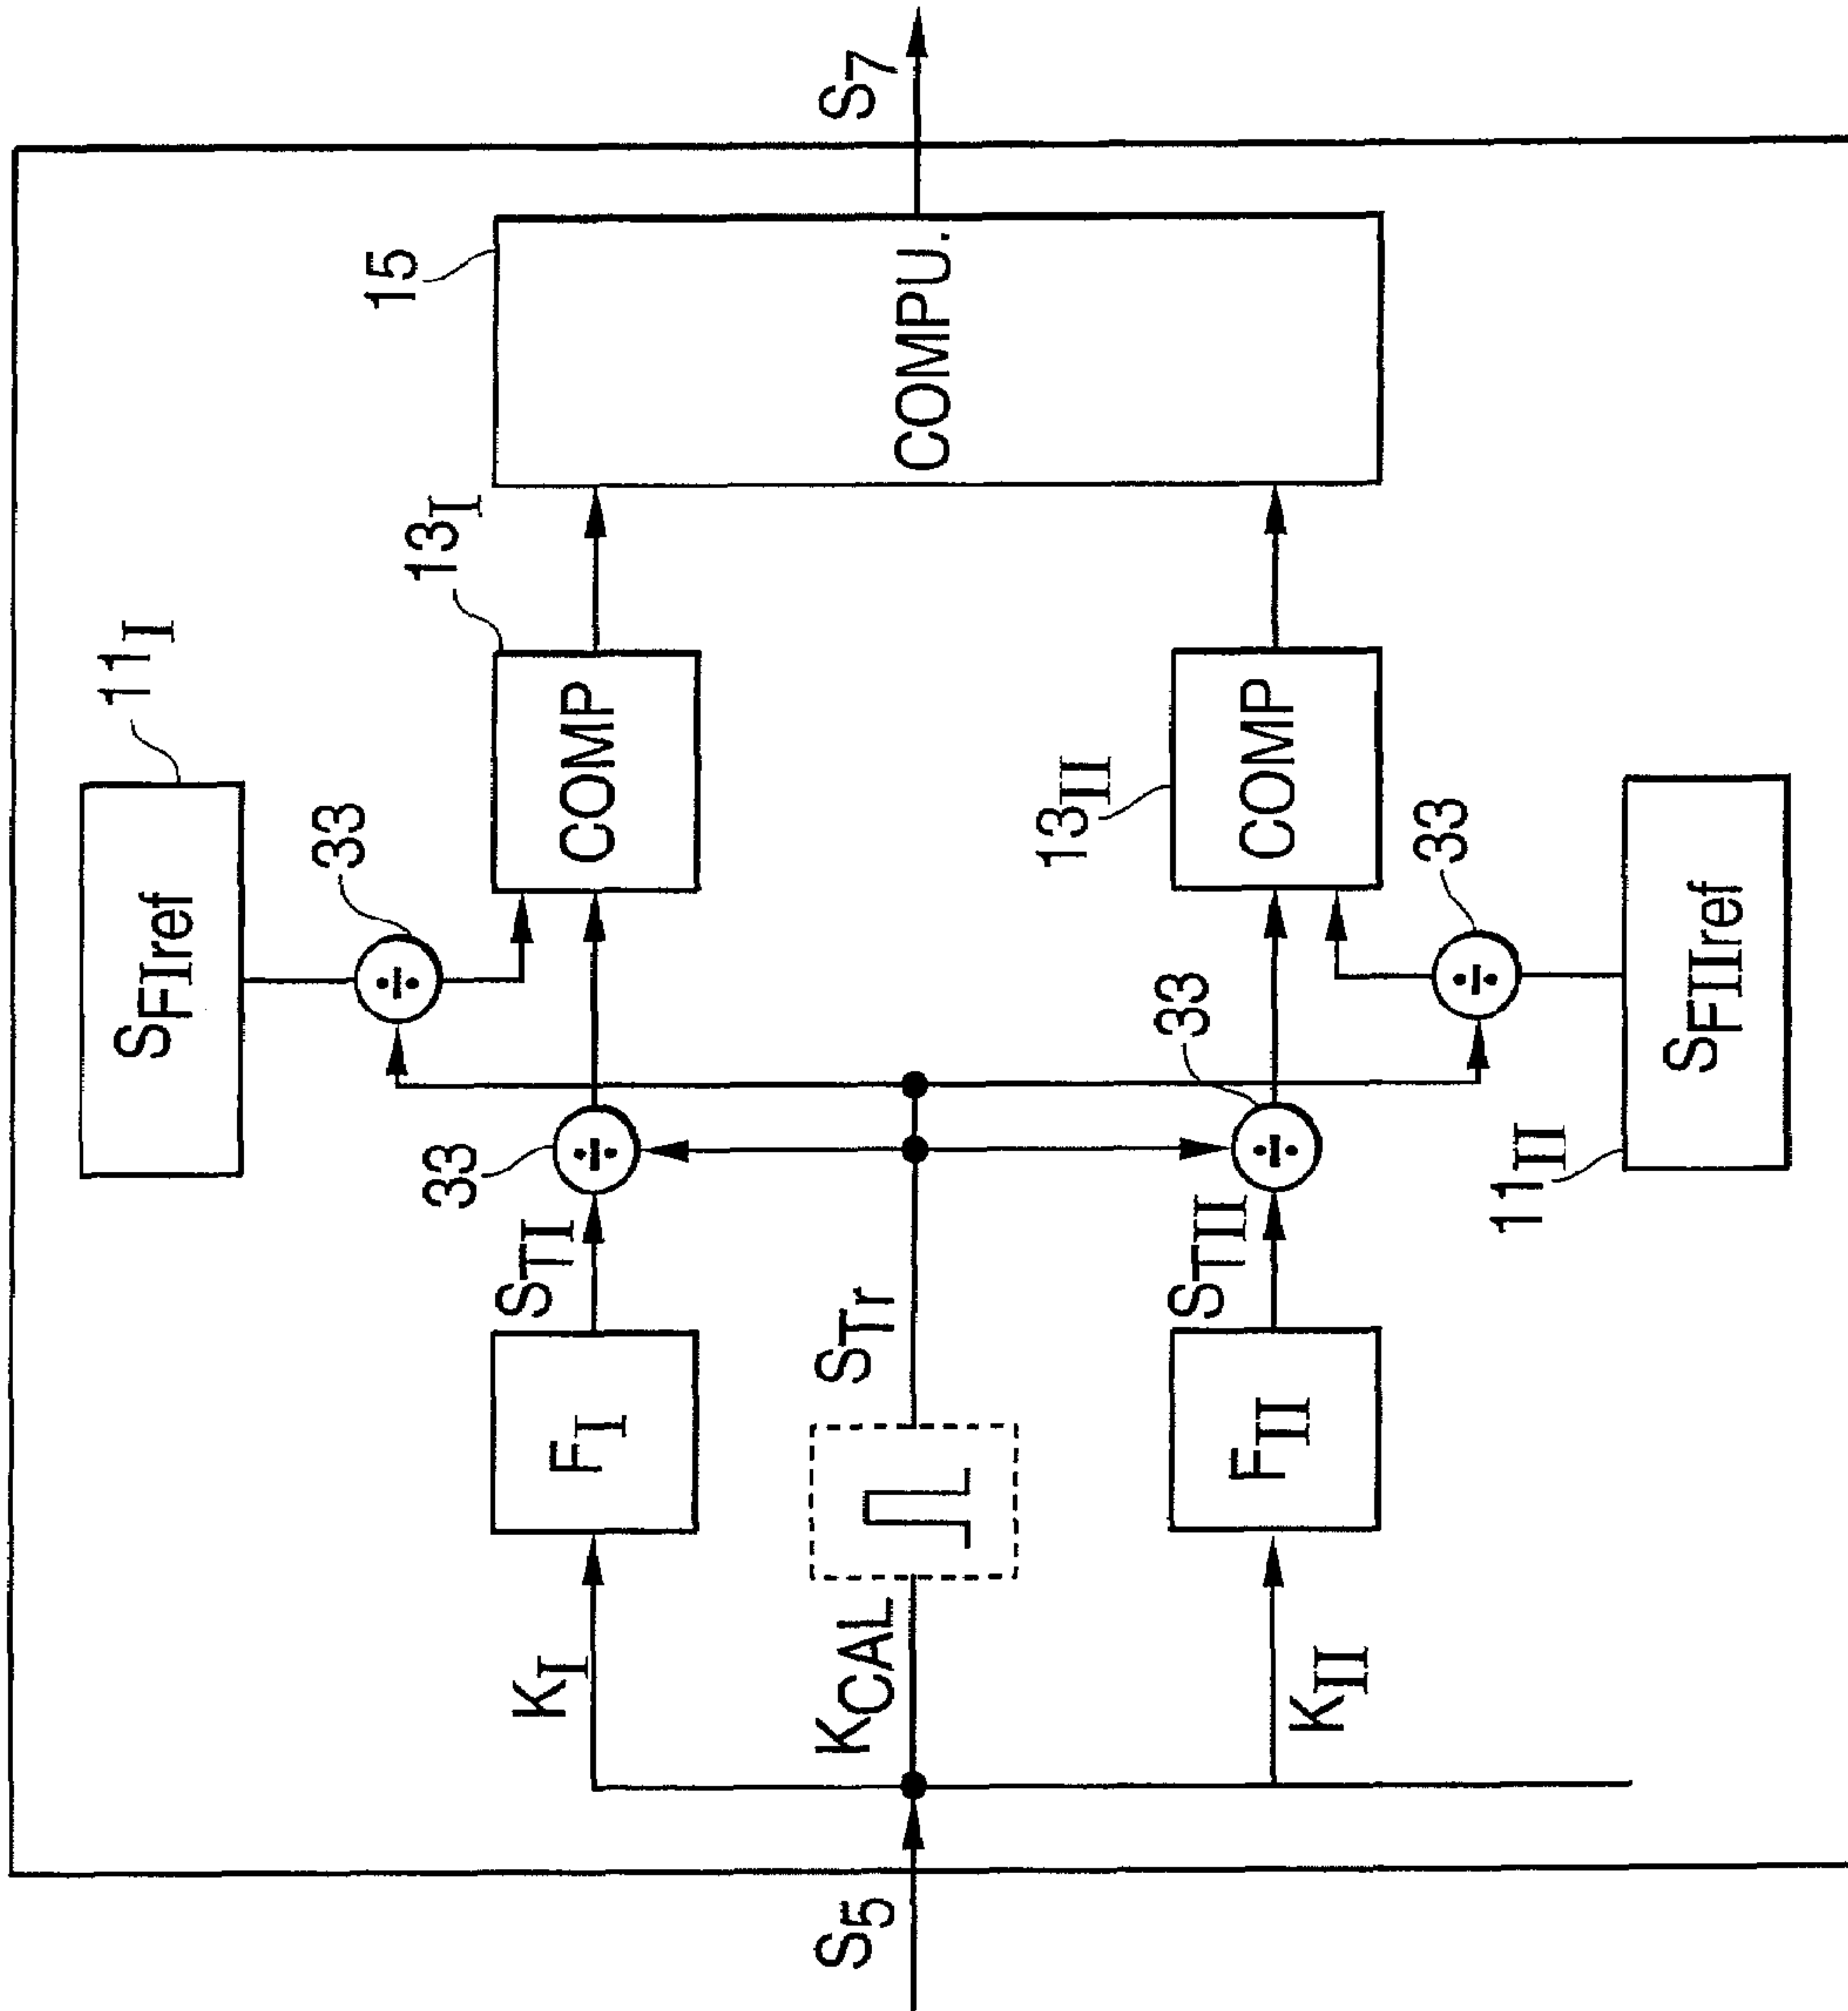 S5
KI
KCAL
KII
FI
STI
STr
FII
STII
33
33
33
33
SFIref
11I
SFIIref
11II
COMP
13I
COMP
13II
COMPU.
15
S7
÷
÷
÷
÷